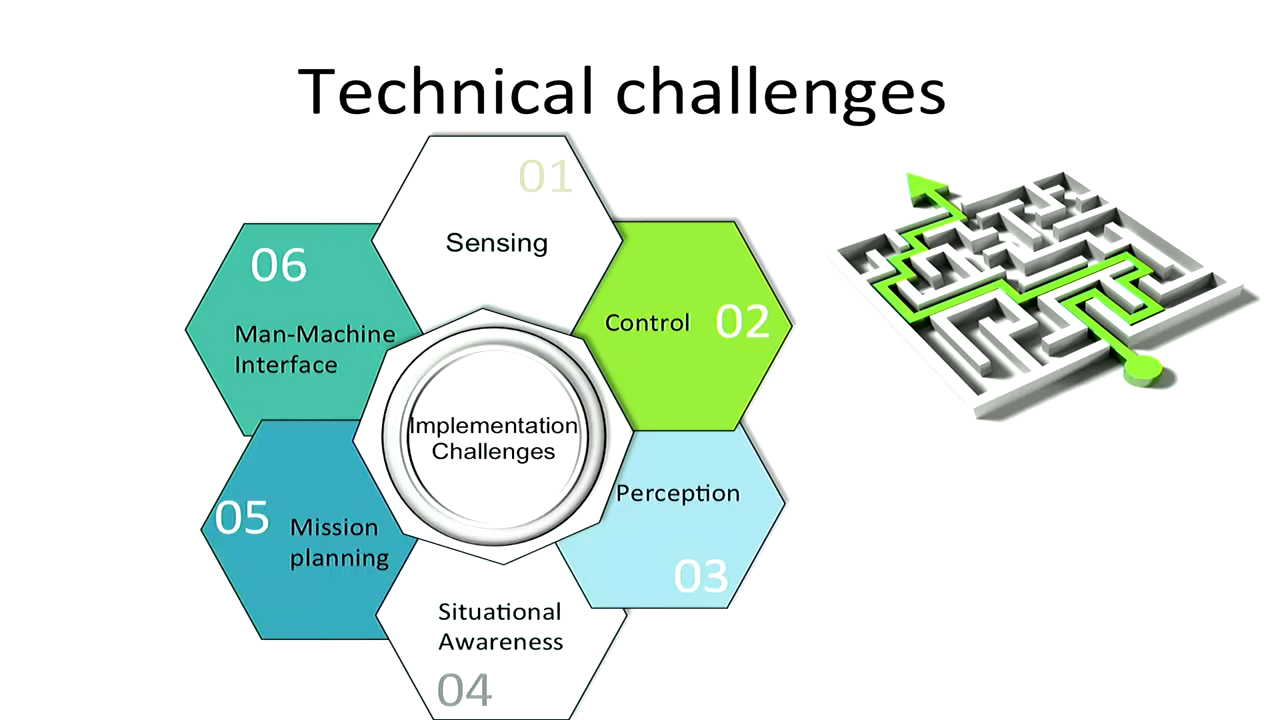 Technical challenges
01
Sensing
Control 02
Perception
03
Situational
Awareness
04
05 Mission
planning
06
Man-Machine
Interface
Implementation
Challenges